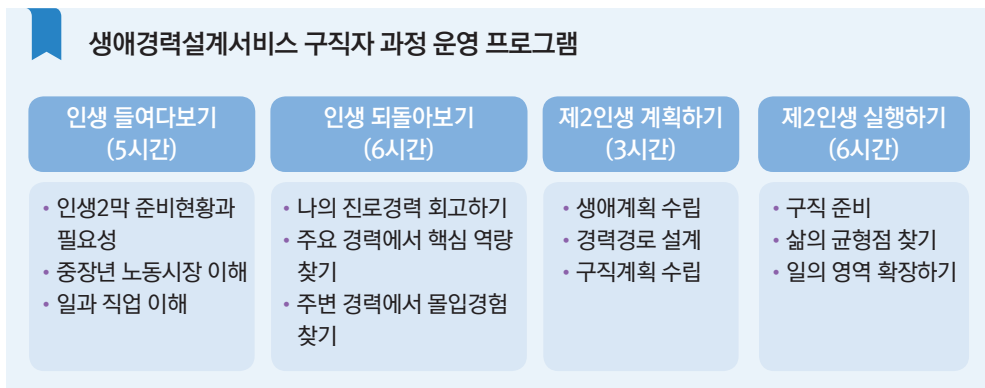 생애경력설계서비스 구직자 과정 운영 프로그램
인생 들여다보기
(5시간)
• 인생2막 준비현황과
필요성
• 중장년 노동시장 이해
• 일과 직업 이해
인생 되돌아보기
(6시간)
• 나의 진로경력 회고하기
• 주요 경력에서 핵심 역량
찾기
• 주변 경력에서 몰입경험
찾기
제2인생 계획하기
(3시간)
• 생애계획 수립
• 경력경로 설계
• 구직계획 수립
제2인생 실행하기
(6시간)
• 구직 준비
• 삶의 균형점 찾기
• 일의 영역 확장하기